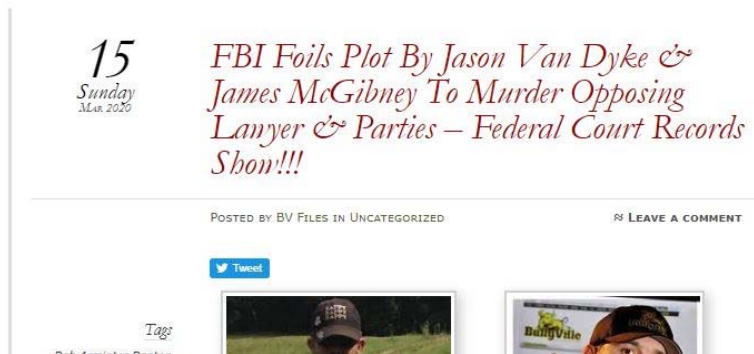 15
Sunday
Mar 2020
FBI Foils Plot By Jason Van Dyke &
James McGibney To Murder Opposing
Lawyer & Parties – Federal Court Records
Show!!!
Posted by BV Files in Uncategorized
≈ Leave a comment
Tweet
Tags
BullyVille